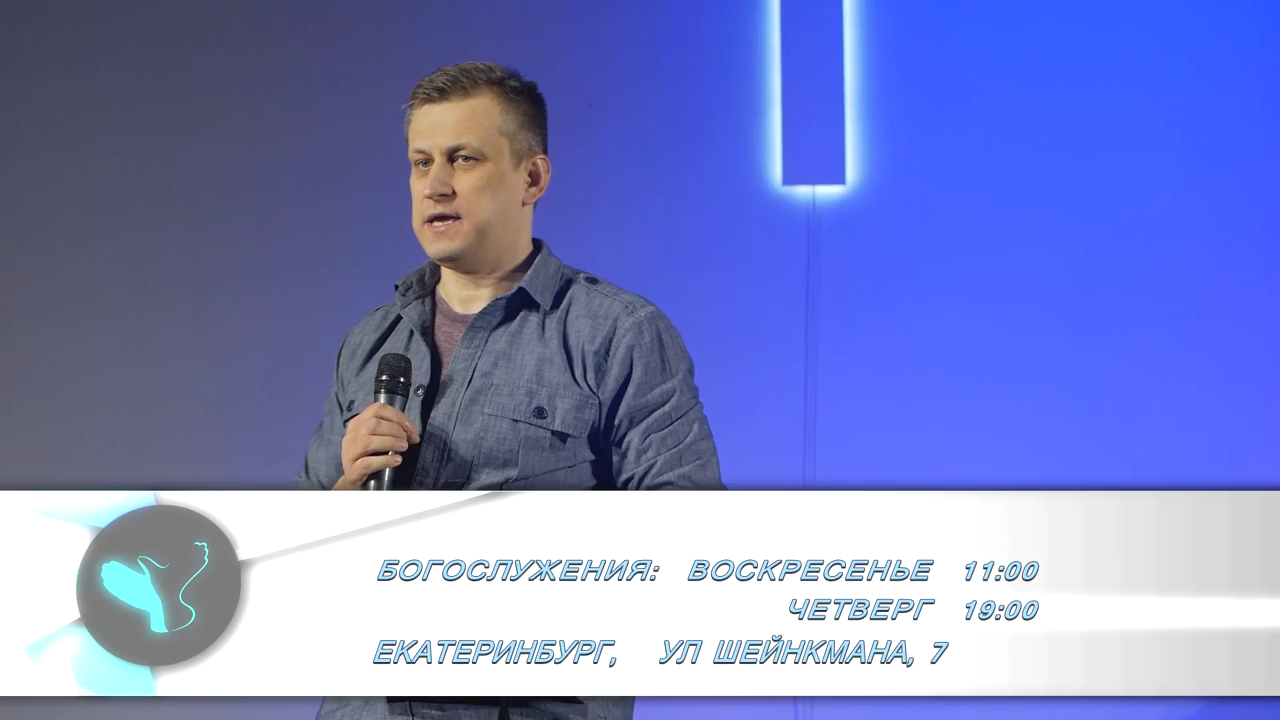 БОГОСЛУЖЕНИЯ: ВОСКРЕСЕНЬЕ 11:00
ЧЕТВЕРГ 19:00
ЕКАТЕРИНБУРГ, УЛ ШЕЙНКМАНА, 7